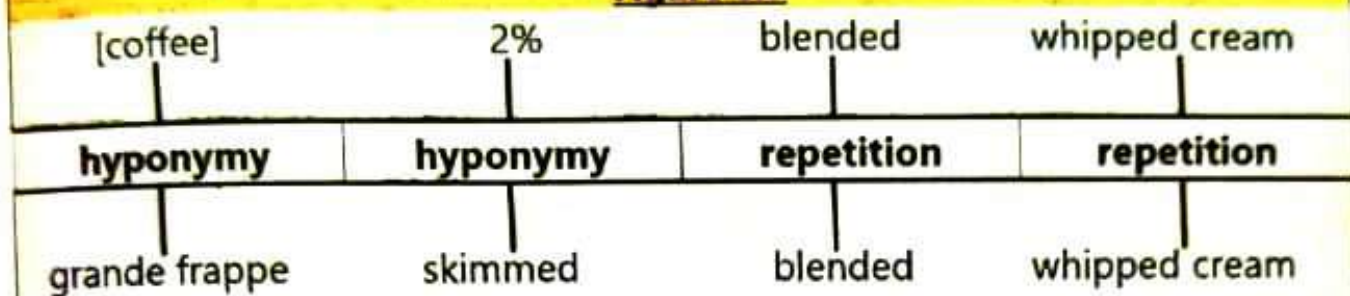 [coffee] 2% blended whipped cream
hyponymy hyponymy repetition repetition
grande frappe skimmed blended whipped cream